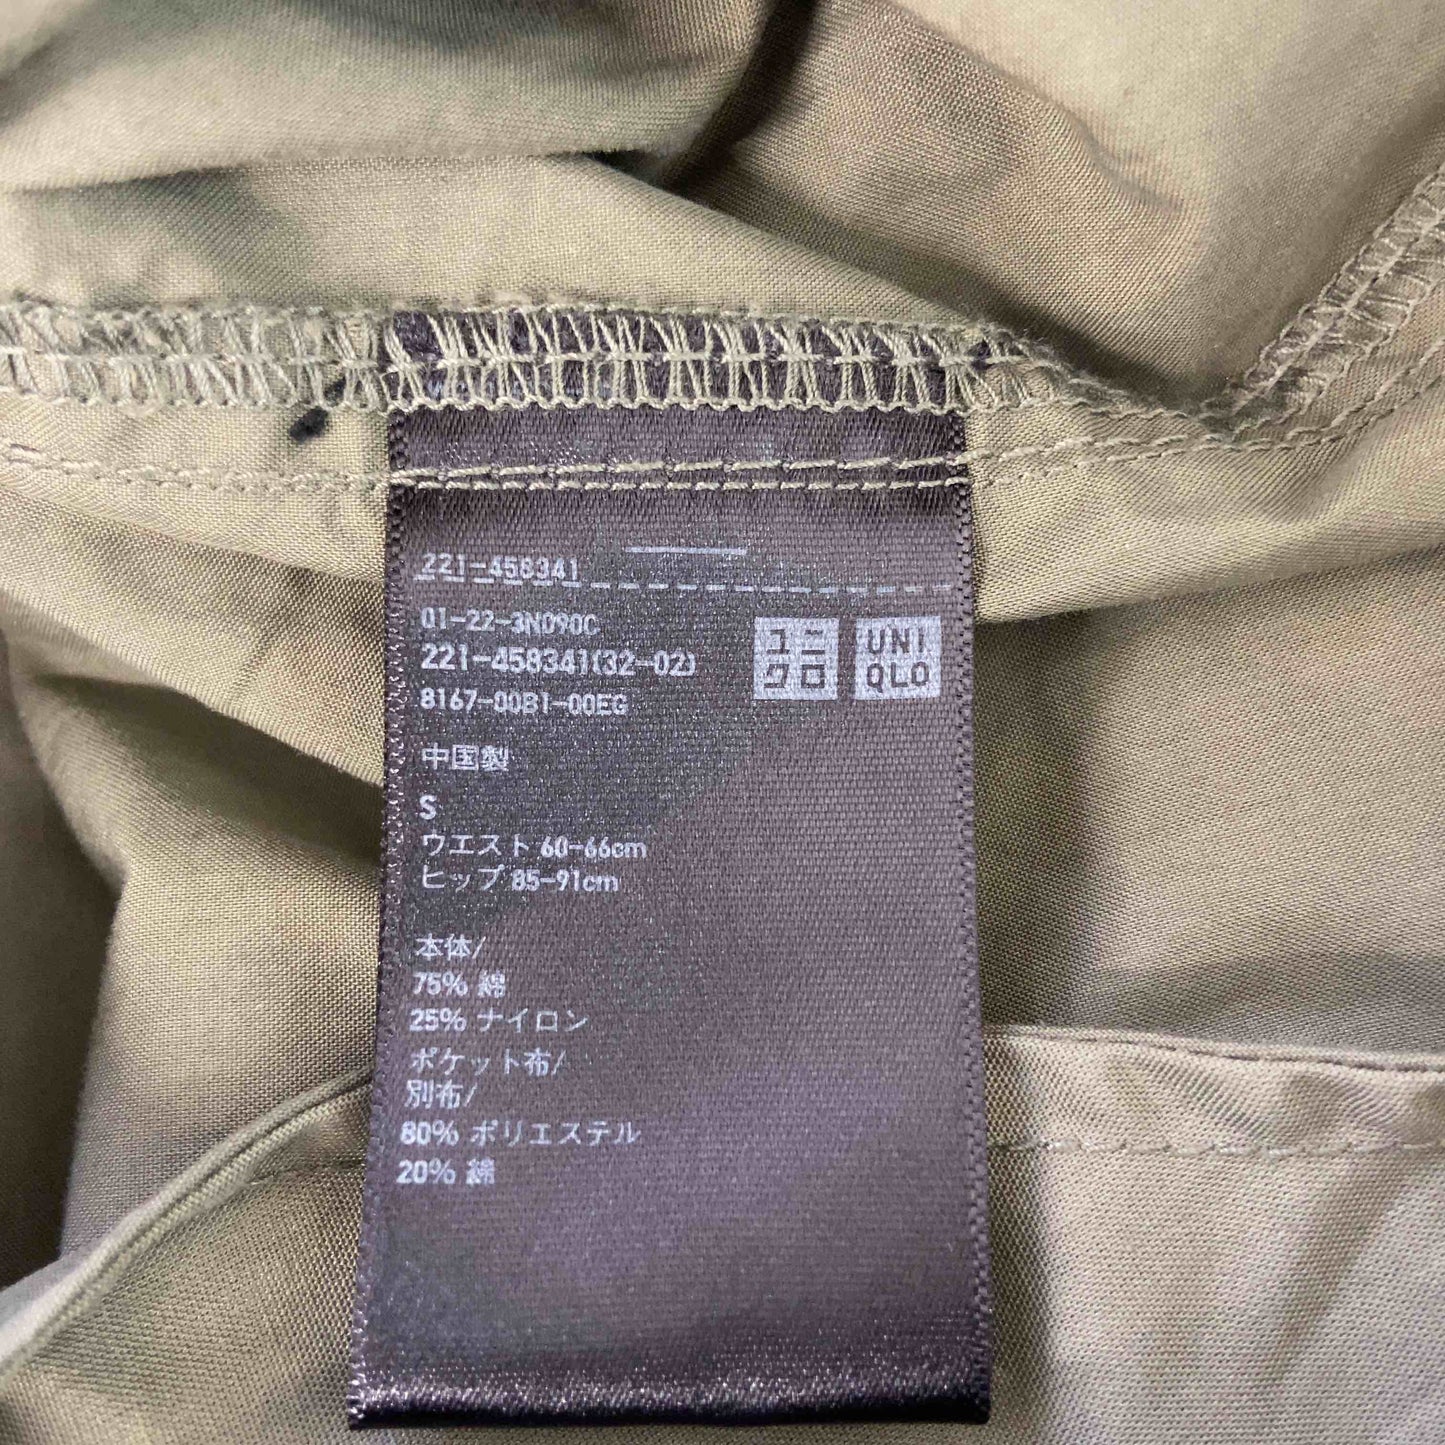 221-458341
01-22-3N090C
221-458341(32-02)
8167-00B1-00EG
ユニ
クロ
UNI
QLO
中国製
S
ウエスト 60-66cm
ヒップ 85-91cm
本体/
75% 綿
25% ナイロン
ポケット布/
別布/
80% ポリエステル
20% 綿